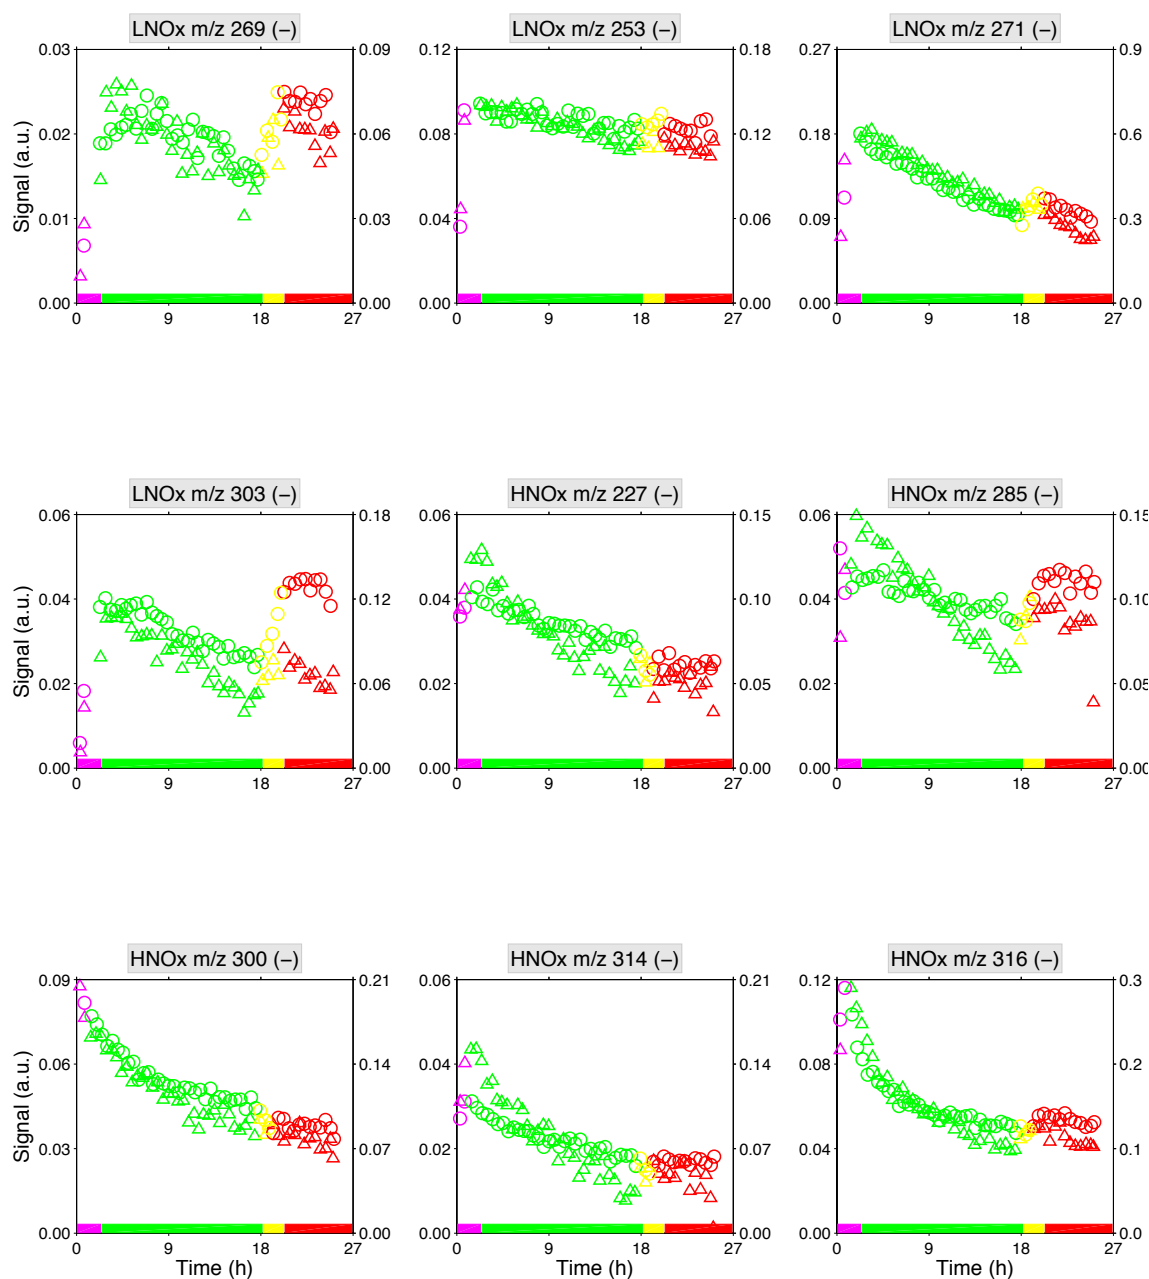 LNOx m/z 269 (−) LNOx m/z 253 (−) LNOx m/z 271 (−)
0.03 0.09 0.12 0.18 0.27 0.9
0.02 0.06 0.08 0.12 0.18 0.6
0.01 0.03 0.04 0.06 0.09 0.3
0.00 0.00 0.00 0.00 0.00 0.0
0 9 18 27 0 9 18 27 0 9 18 27
Signal (a.u.)
LNOx m/z 303 (−) HNOx m/z 227 (−) HNOx m/z 285 (−)
0.06 0.18 0.06 0.15 0.06 0.15
0.04 0.12 0.04 0.10 0.04 0.10
0.02 0.06 0.02 0.05 0.02 0.05
0.00 0.00 0.00 0.00 0.00 0.00
0 9 18 27 0 9 18 27 0 9 18 27
Signal (a.u.)
HNOx m/z 300 (−) HNOx m/z 314 (−) HNOx m/z 316 (−)
0.09 0.21 0.06 0.21 0.12 0.3
0.06 0.14 0.04 0.14 0.08 0.2
0.03 0.07 0.02 0.07 0.04 0.1
0.00 0.00 0.00 0.00 0.00 0.0
0 9 18 27 0 9 18 27 0 9 18 27
Signal (a.u.)
Time (h) Time (h) Time (h)